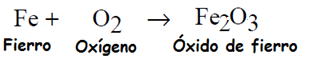 Fe + O₂ → Fe₂O₃
Fierro Oxígeno Óxido de fierro